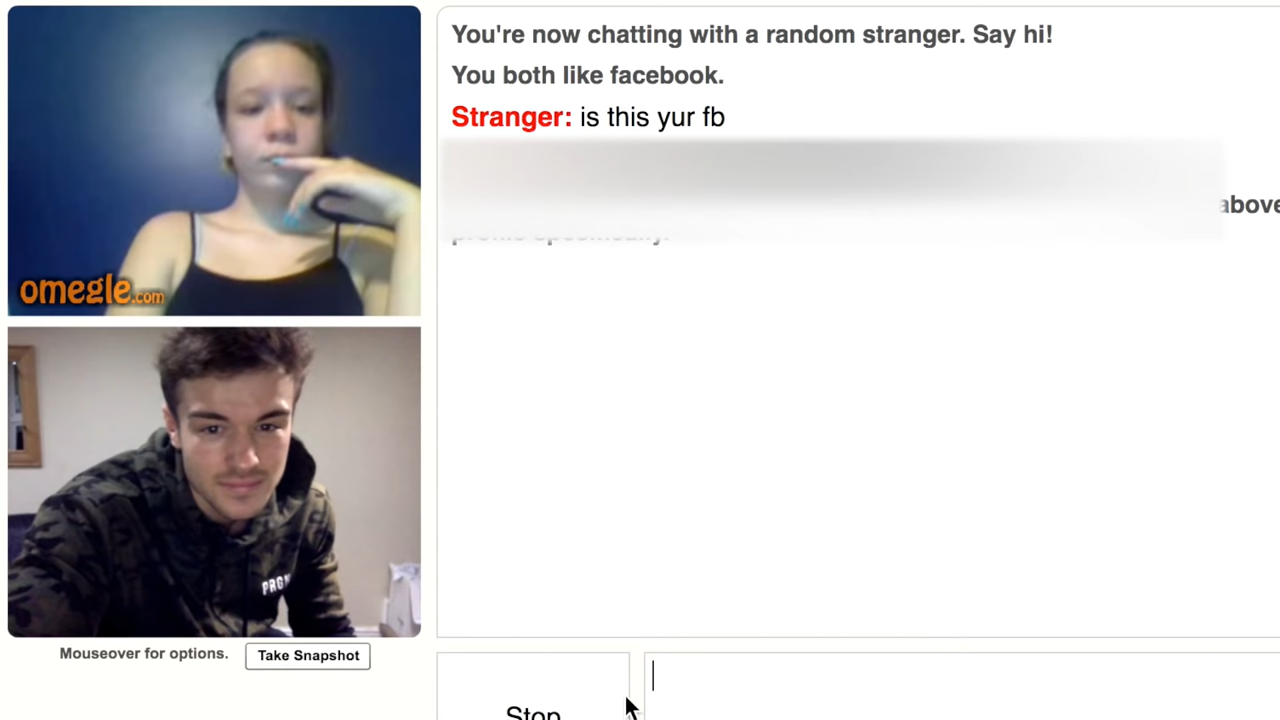 You're now chatting with a random stranger. Say hi!
You both like facebook.
Stranger: is this yur fb
above
omegle.com
Mouseover for options.
Take Snapshot
Stop